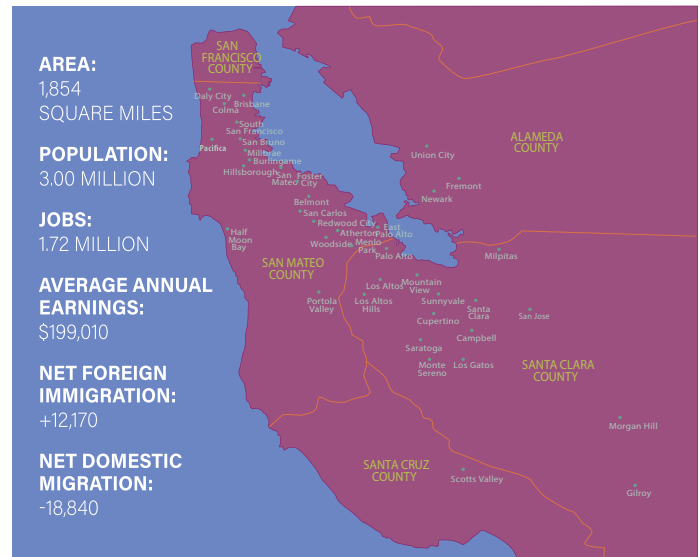 AREA:
1,854
SQUARE MILES
POPULATION:
3.00 MILLION
JOBS:
1.72 MILLION
AVERAGE ANNUAL
EARNINGS:
$199,010
NET FOREIGN
IMMIGRATION:
+12,170
NET DOMESTIC
MIGRATION:
-18,840
SAN
FRANCISCO
COUNTY
Daly City
Brisbane
Colma
South
San Francisco
Pacifica
San Bruno
Millbrae
Burlingame
Hillsborough
San
Mateo
Foster
City
Belmont
San Carlos
Redwood City
Half
Moon
Bay
Atherton
East
Palo Alto
Woodside
Menlo
Park
Palo Alto
SAN MATEO
COUNTY
Portola
Valley
ALAMEDA
COUNTY
Union City
Fremont
Newark
Milpitas
Los Altos
Mountain
View
Los Altos
Hills
Sunnyvale
Santa
Clara
Cupertino
San Jose
Campbell
Saratoga
Monte
Sereno
Los Gatos
SANTA CLARA
COUNTY
Morgan Hill
SANTA CRUZ
COUNTY
Scotts Valley
Gilroy